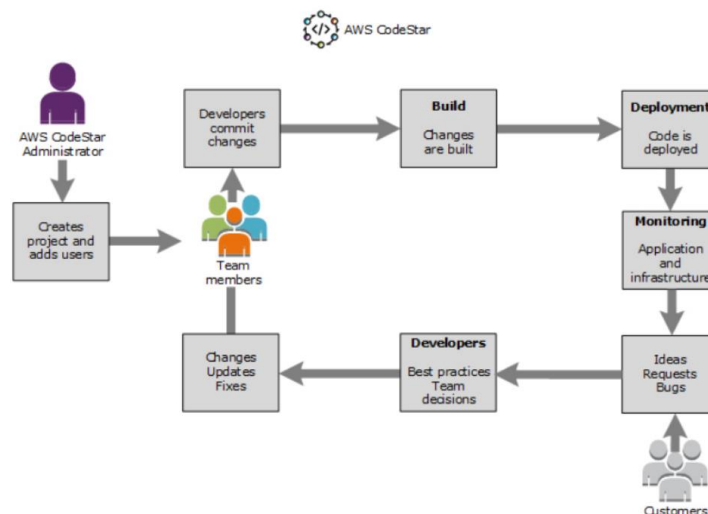 </> AWS CodeStar
AWS CodeStar
Administrator
Creates
project and
adds users
Developers
commit
changes
Build
Changes
are built
Deployment
Code is
deployed
Monitoring
Application
and
infrastructure
Team
members
Changes
Updates
Fixes
Developers
Best practices
Team
decisions
Ideas
Requests
Bugs
Customers